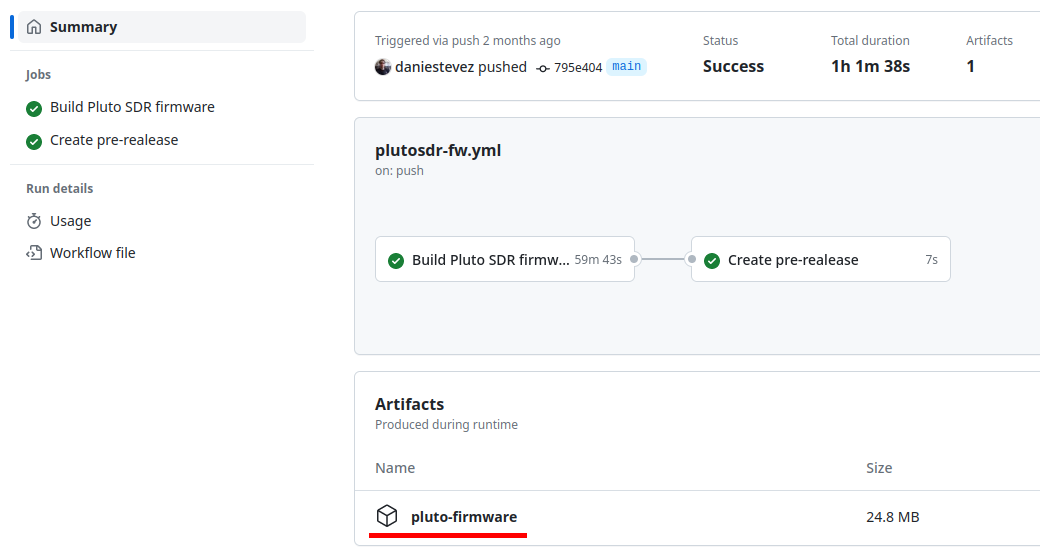 Summary
Jobs
Build Pluto SDR firmware
Create pre-realease
Run details
Usage
Workflow file
Triggered via push 2 months ago
daniestevez pushed 795e404 main
Status
Success
Total duration
1h 1m 38s
Artifacts
1
plutosdr-fw.yml
on: push
Build Pluto SDR firmw... 59m 43s
Create pre-realease 7s
Artifacts
Produced during runtime
Name Size
pluto-firmware 24.8 MB